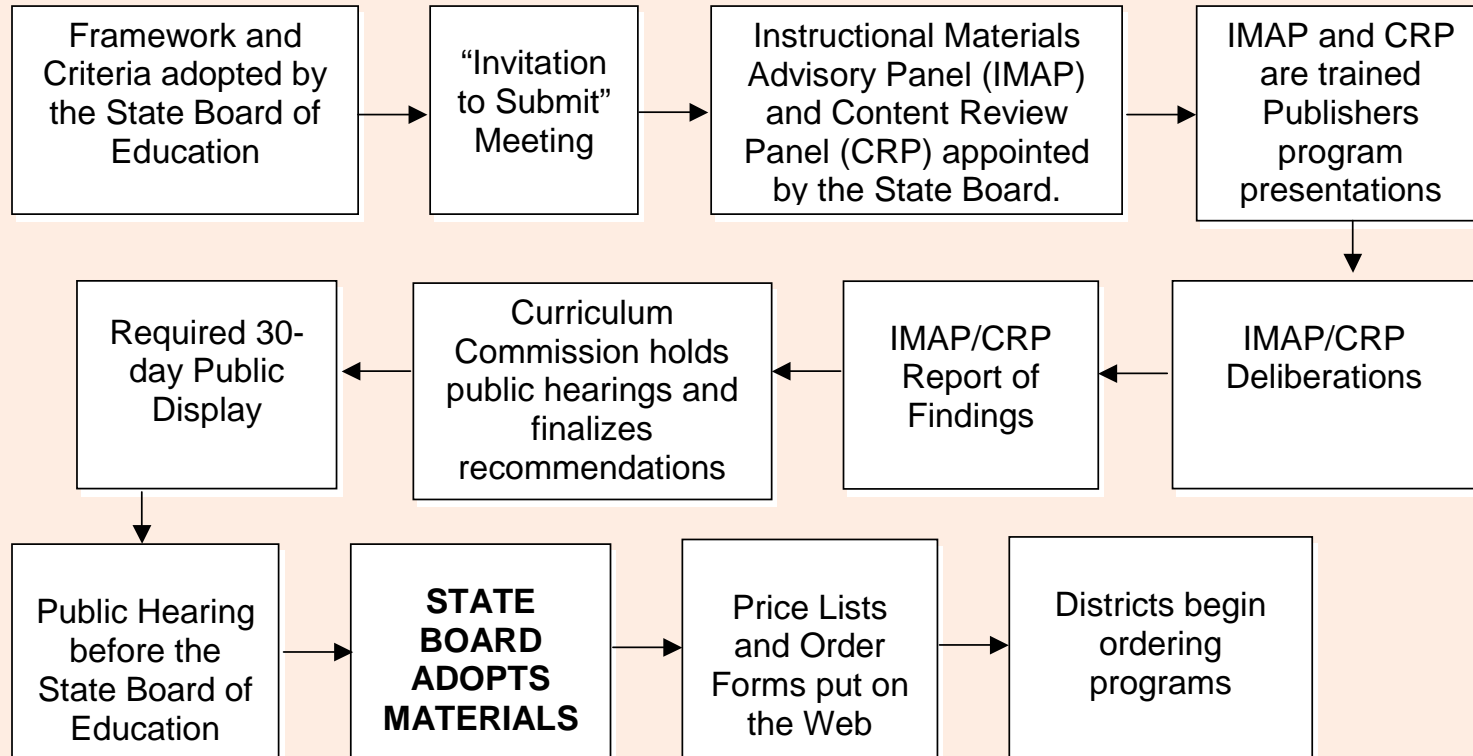 Framework and
Criteria adopted by
the State Board of
Education
“Invitation
to Submit”
Meeting
Instructional Materials
Advisory Panel (IMAP)
and Content Review
Panel (CRP) appointed
by the State Board.
IMAP and CRP
are trained
Publishers
program
presentations
IMAP/CRP
Deliberations
IMAP/CRP
Report of
Findings
Curriculum
Commission holds
public hearings and
finalizes
recommendations
Required 30-
day Public
Display
Public Hearing
before the
State Board of
Education
STATE
BOARD
ADOPTS
MATERIALS
Price Lists
and Order
Forms put on
the Web
Districts begin
ordering
programs